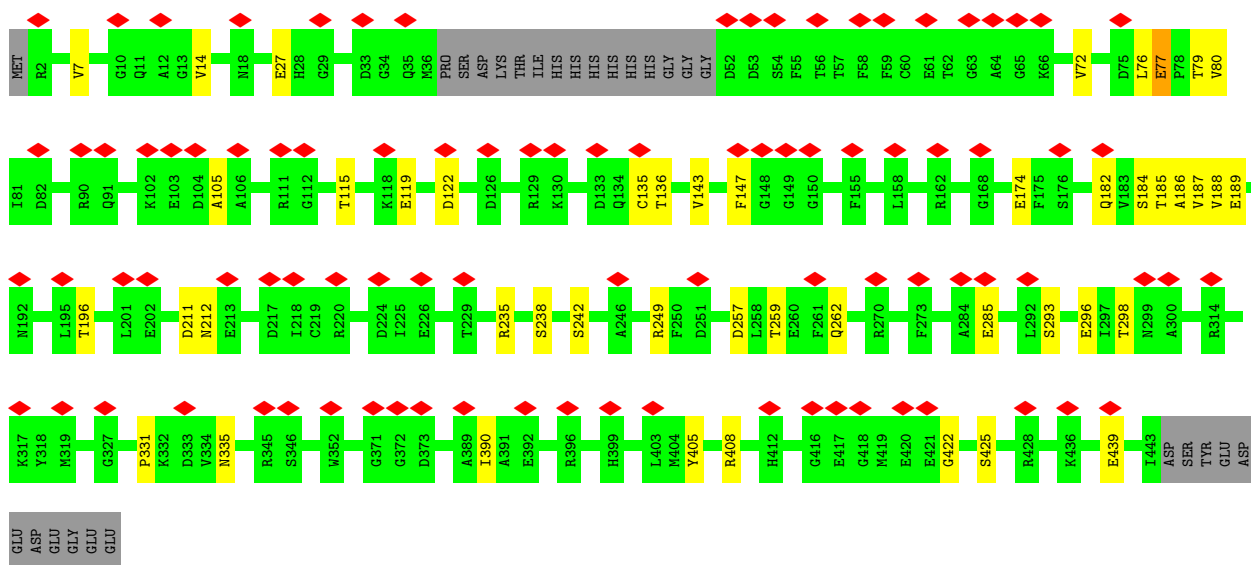 MET R2 V7 G10 Q11 A12 G13 V14 N18 E27 H28 G29 D33 G34 Q35 M36 PRO SER ASP LYS THR ILE HIS HIS HIS HIS HIS HIS GLY GLY GLY D52 D53 S54 F55 T56 T57 F58 F59 C60 E61 T62 G63 A64 G65 K66 V72 D75 L76 E77 P78 T79 V80
I81 D82 R90 Q91 K102 E103 D104 A105 A106 R111 G112 T115 K118 E119 D122 D126 R129 K130 D133 Q134 C135 T136 V143 F147 G148 G149 G150 F155 L158 R162 G168 E174 F175 S176 Q182 V183 S184 T185 A186 V187 V188 E189
N192 L195 T196 L201 E202 D211 N212 E213 D217 I218 C219 R220 D224 I225 E226 T229 R235 S238 S242 A246 R249 F250 D251 D257 L258 T259 E260 F261 Q262 R270 F273 A284 E285 L292 S293 E296 I297 T298 N299 A300 R314
K317 Y318 M319 G327 P331 K332 D333 V334 N335 R345 S346 W352 G371 G372 D373 A389 I390 A391 E392 R396 H399 L403 M404 Y405 R408 H412 G416 E417 G418 M419 E420 E421 G422 S425 R428 K436 E439 I443 ASP SER TYR GLU ASP
GLU ASP GLU GLY GLU GLU